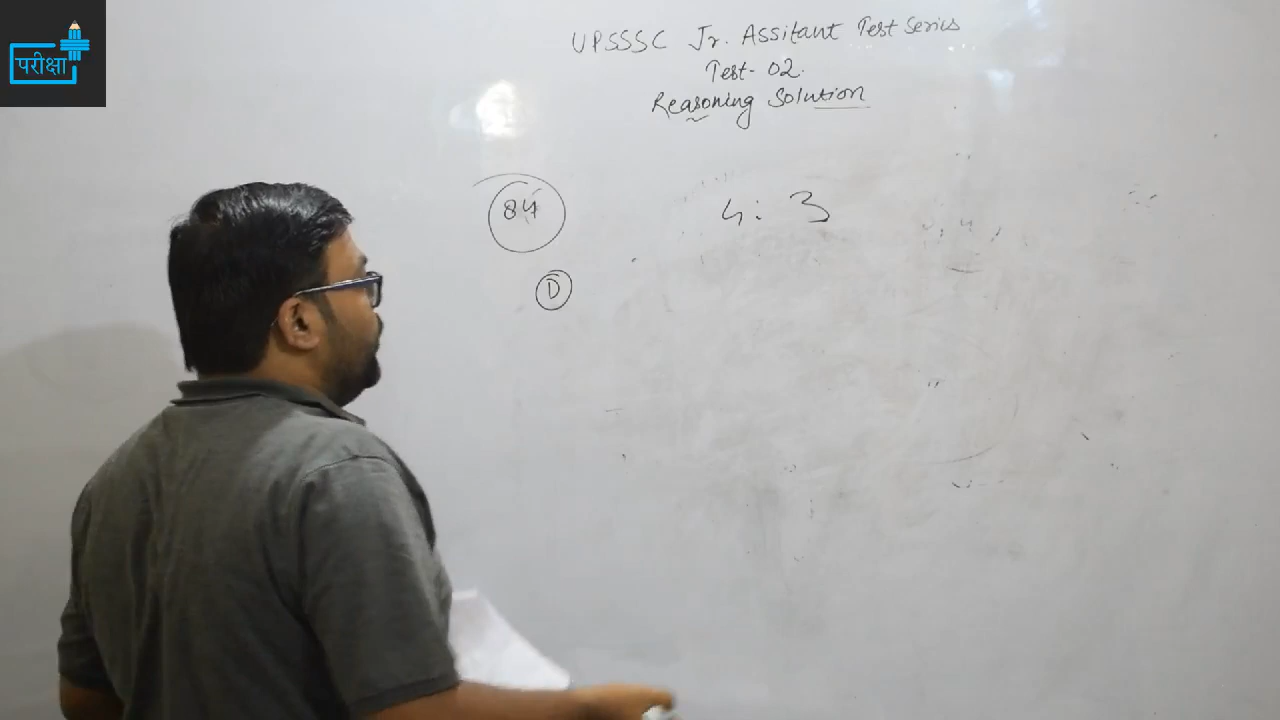 परीक्षा
UPSSSC Jr. Assitant Test Series
Test-02.
Reasoning Solution
84
4: 3
D